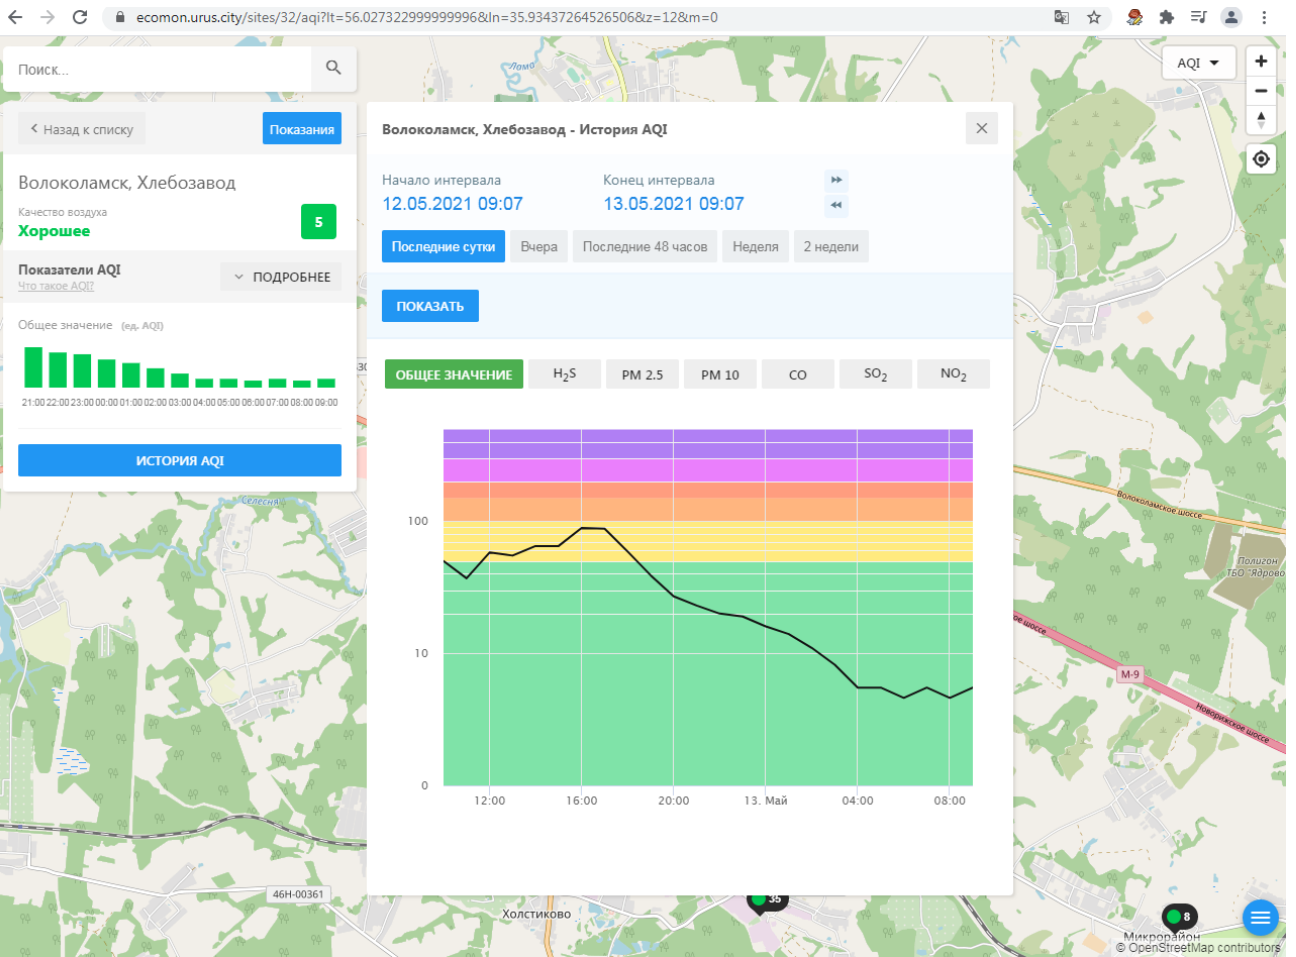 ecomon.urus.city/sites/32/aqi?lt=56.027322999999996&ln=35.93437264526506&z=12&m=0
Поиск...
AQI
Назад к списку
Показания
Волоколамск, Хлебозавод
Качество воздуха
Хорошее
5
Показатели AQI
Что такое AQI?
ПОДРОБНЕЕ
Общее значение (ед. AQI)
21:00 22:00 23:00 00:00 01:00 02:00 03:00 04:00 05:00 06:00 07:00 08:00 09:00
ИСТОРИЯ AQI
Волоколамск, Хлебозавод - История AQI
Начало интервала
12.05.2021 09:07
Конец интервала
13.05.2021 09:07
Последние сутки
Вчера
Последние 48 часов
Неделя
2 недели
ПОКАЗАТЬ
ОБЩЕЕ ЗНАЧЕНИЕ
H2S
PM 2.5
PM 10
CO
SO2
NO2
100
10
0
12:00
16:00
20:00
13. Май
04:00
08:00
Лама
Селесня
Волоколамское шоссе
Полигон
ТБО "Ядрово
ое шоссе
М-9
Новорижское шоссе
46Н-00361
Холстиково
35
8
Микрорайон
© OpenStreetMap contributors